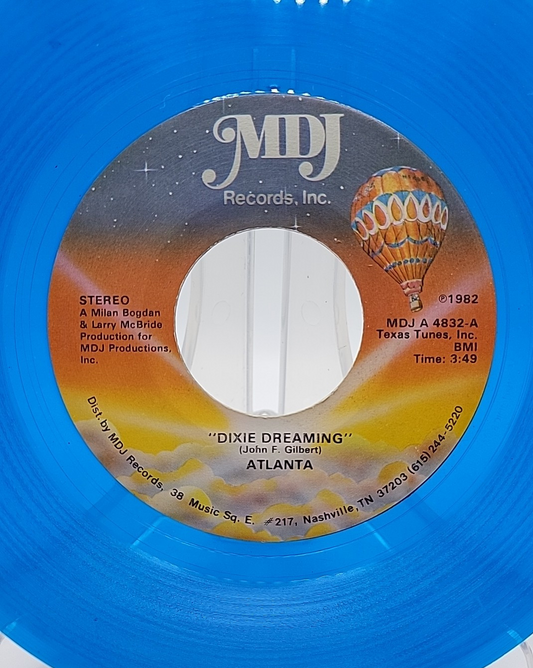 MDJ
Records, Inc.
STEREO
A Milan Bogdan
& Larry McBride
Production for
MDJ Productions,
Inc.
℗1982
MDJ A 4832-A
Texas Tunes, Inc.
BMI
Time: 3:49
"DIXIE DREAMING"
(John F. Gilbert)
ATLANTA
Dist. by MDJ Records, 38 Music Sq. E. #217, Nashville, TN 37203 (615) 244-5220